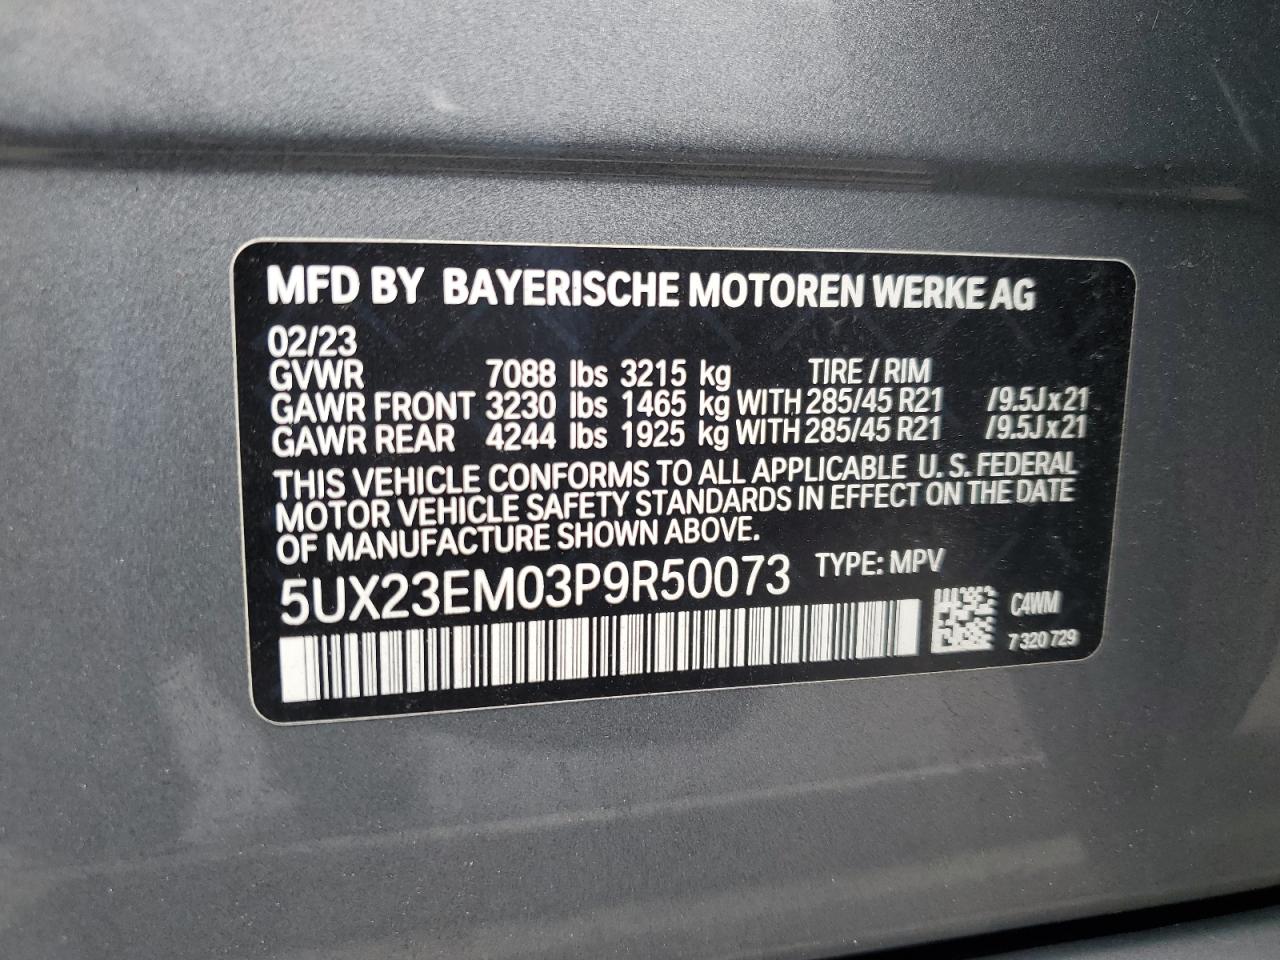 MFD BY BAYERISCHE MOTOREN WERKE AG
02/23
GVWR 7088 lbs 3215 kg TIRE / RIM
GAWR FRONT 3230 lbs 1465 kg WITH 285/45 R21 /9.5J x 21
GAWR REAR 4244 lbs 1925 kg WITH 285/45 R21 /9.5J x 21
THIS VEHICLE CONFORMS TO ALL APPLICABLE U. S. FEDERAL
MOTOR VEHICLE SAFETY STANDARDS IN EFFECT ON THE DATE
OF MANUFACTURE SHOWN ABOVE.
5UX23EM03P9R50073 TYPE: MPV
C4WM
7 320 729